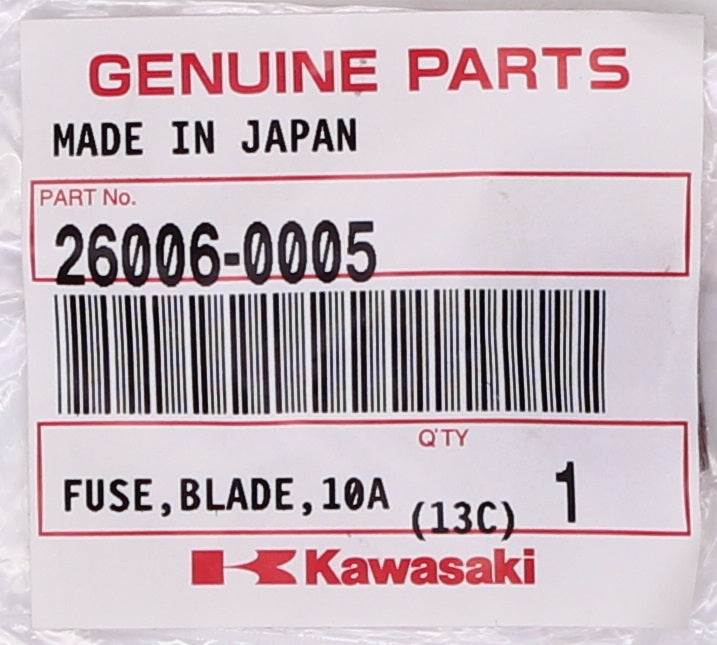 GENUINE PARTS
MADE IN JAPAN
PART No.
26006-0005
Q'TY
FUSE,BLADE,10A (13C) 1
Kawasaki